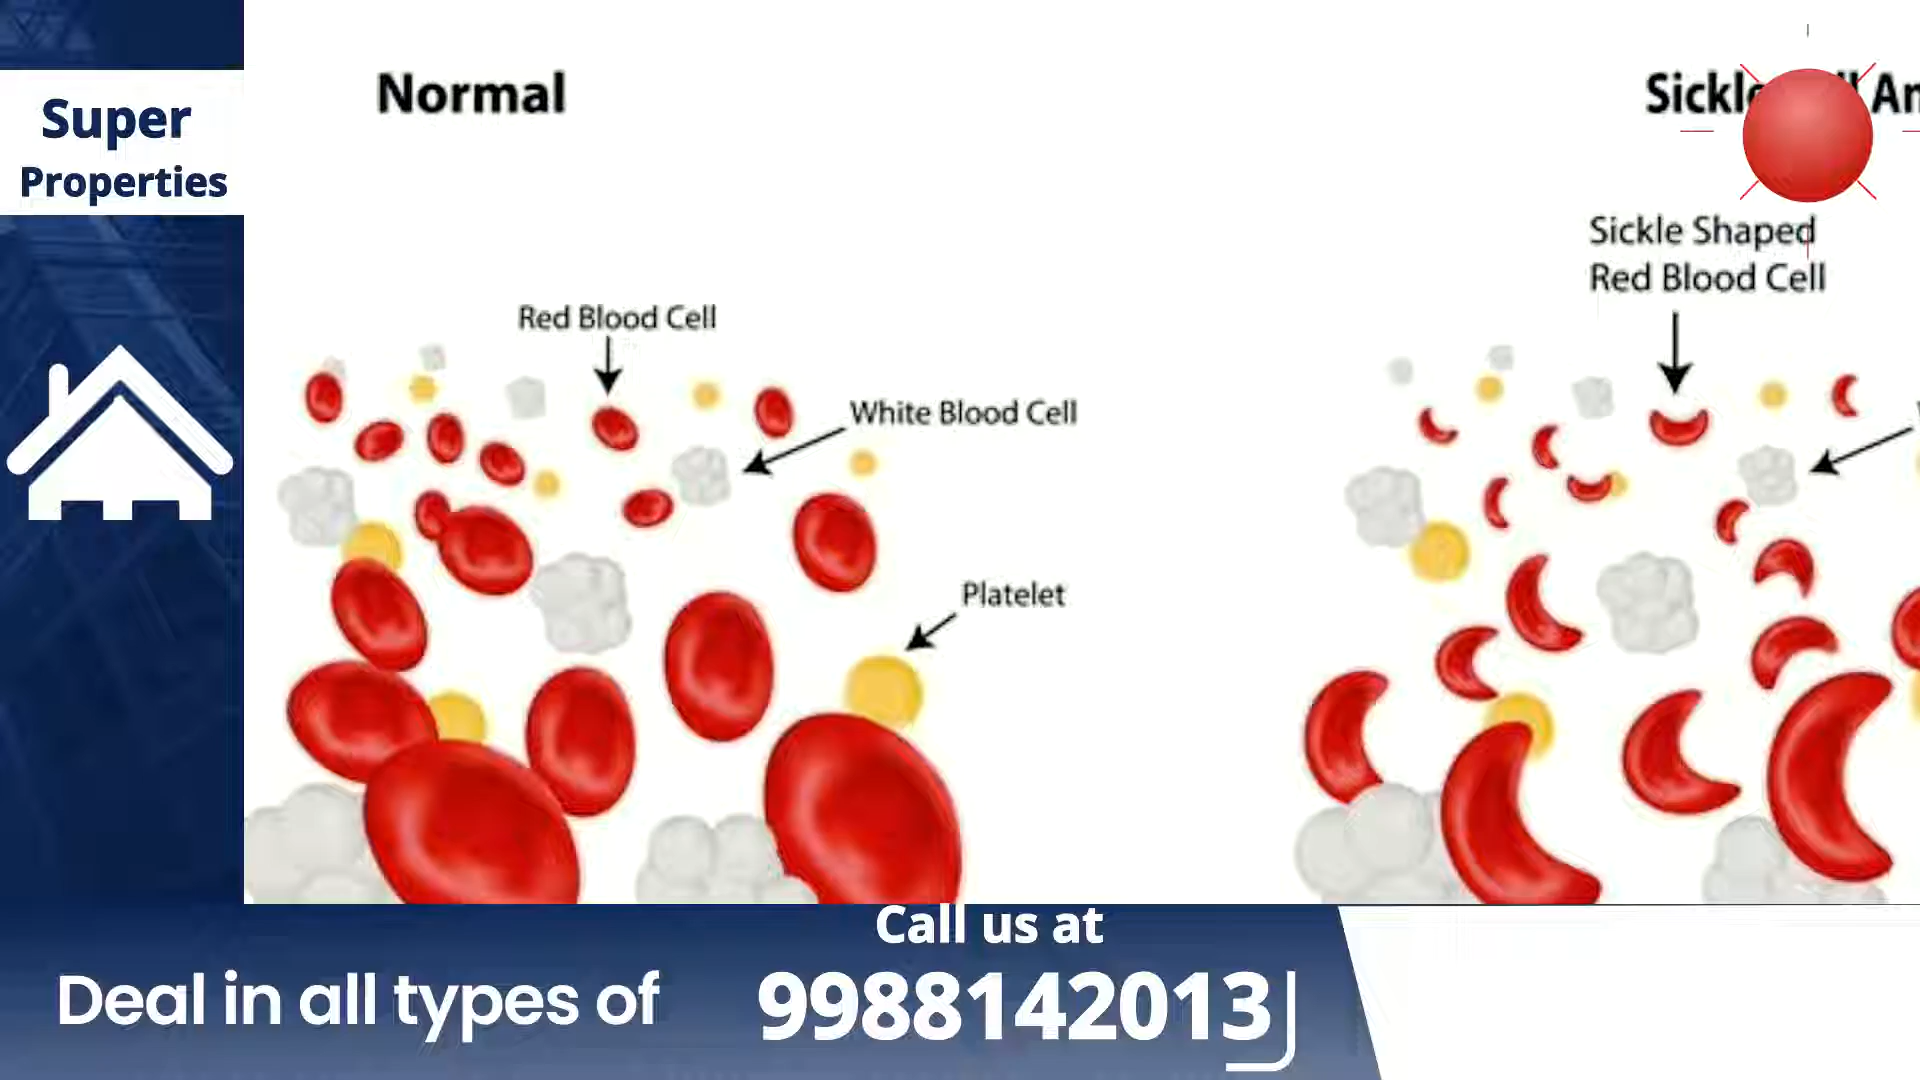 Super
Properties
Normal
Red Blood Cell
White Blood Cell
Platelet
Sickle Shaped
Red Blood Cell
Call us at
Deal in all types of
9988142013